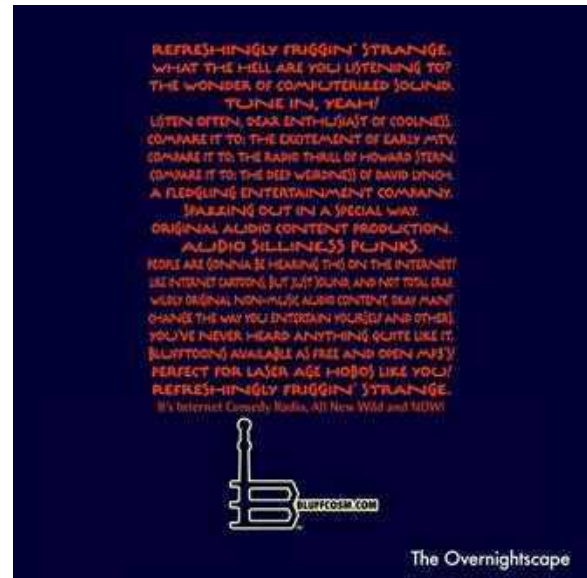 REFRESHINGLY FRIGGIN' STRANGE.
WHAT THE HELL ARE YOU LISTENING TO?
THE WONDER OF COMPUTERIZED SOUND.
TUNE IN, YEAH!
LISTEN OFTEN, DEAR ENTHUSIAST OF COOLNESS.
COMPARE IT TO: THE EXCITEMENT OF EARLY MTV.
COMPARE IT TO: THE RADIO THRILL OF HOWARD STERN.
COMPARE IT TO: THE DEEP WEIRDNESS OF DAVID LYNCH.
A FLEDGLING ENTERTAINMENT COMPANY.
SPAZZING OUT IN A SPECIAL WAY.
ORIGINAL AUDIO CONTENT PRODUCTION.
AUDIO SILLINESS PUNKS.
PEOPLE ARE GONNA BE HEARING THIS ON THE INTERNET!
LIKE INTERNET CARTOONS, BUT JUST SOUND, AND NOT TOTAL CRAP.
WILDLY ORIGINAL NON-MUSIC AUDIO CONTENT, OKAY MAN?
CHANGE THE WAY YOU ENTERTAIN YOURSELF AND OTHERS.
YOU'VE NEVER HEARD ANYTHING QUITE LIKE IT.
BLUFFTOONS AVAILABLE AS FREE AND OPEN MP3'S!
PERFECT FOR LASER AGE HOBOS LIKE YOU!
REFRESHINGLY FRIGGIN' STRANGE.
It's Internet Comedy Radio, All New Wild and NOW!
BLUFFCOSM.COM
The Overnightscape